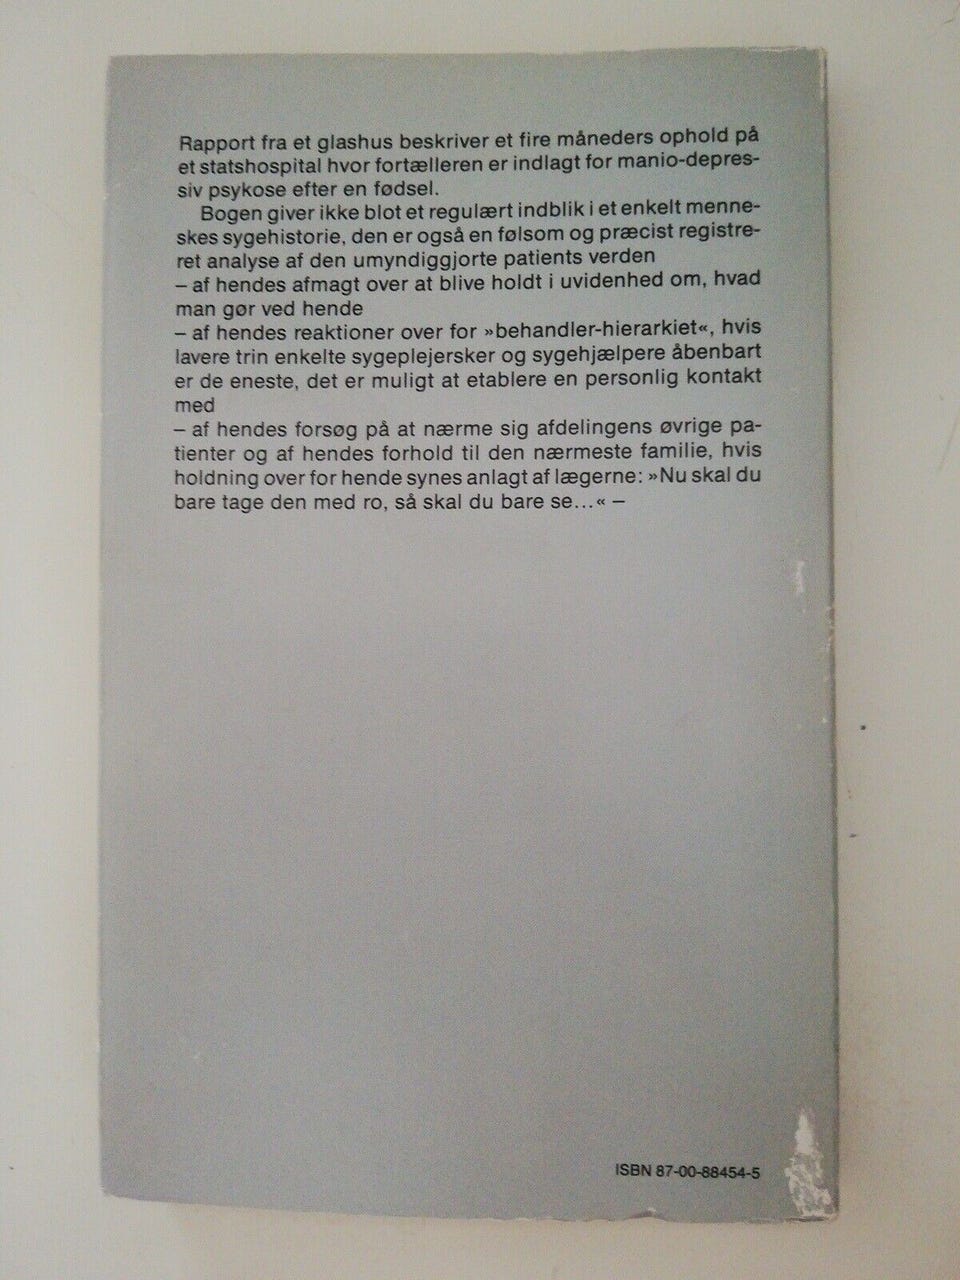 Rapport fra et glashus beskriver et fire måneders ophold på
et statshospital hvor fortælleren er indlagt for manio-depres-
siv psykose efter en fødsel.
Bogen giver ikke blot et regulært indblik i et enkelt menne-
skes sygehistorie, den er også en følsom og præcist registre-
ret analyse af den umyndiggjorte patients verden
– af hendes afmagt over at blive holdt i uvidenhed om, hvad
man gør ved hende
– af hendes reaktioner over for »behandler-hierarkiet«, hvis
lavere trin enkelte sygeplejersker og sygehjælpere åbenbart
er de eneste, det er muligt at etablere en personlig kontakt
med
– af hendes forsøg på at nærme sig afdelingens øvrige pa-
tienter og af hendes forhold til den nærmeste familie, hvis
holdning over for hende synes anlagt af lægerne: »Nu skal du
bare tage den med ro, så skal du bare se...« –
ISBN 87-00-88454-5